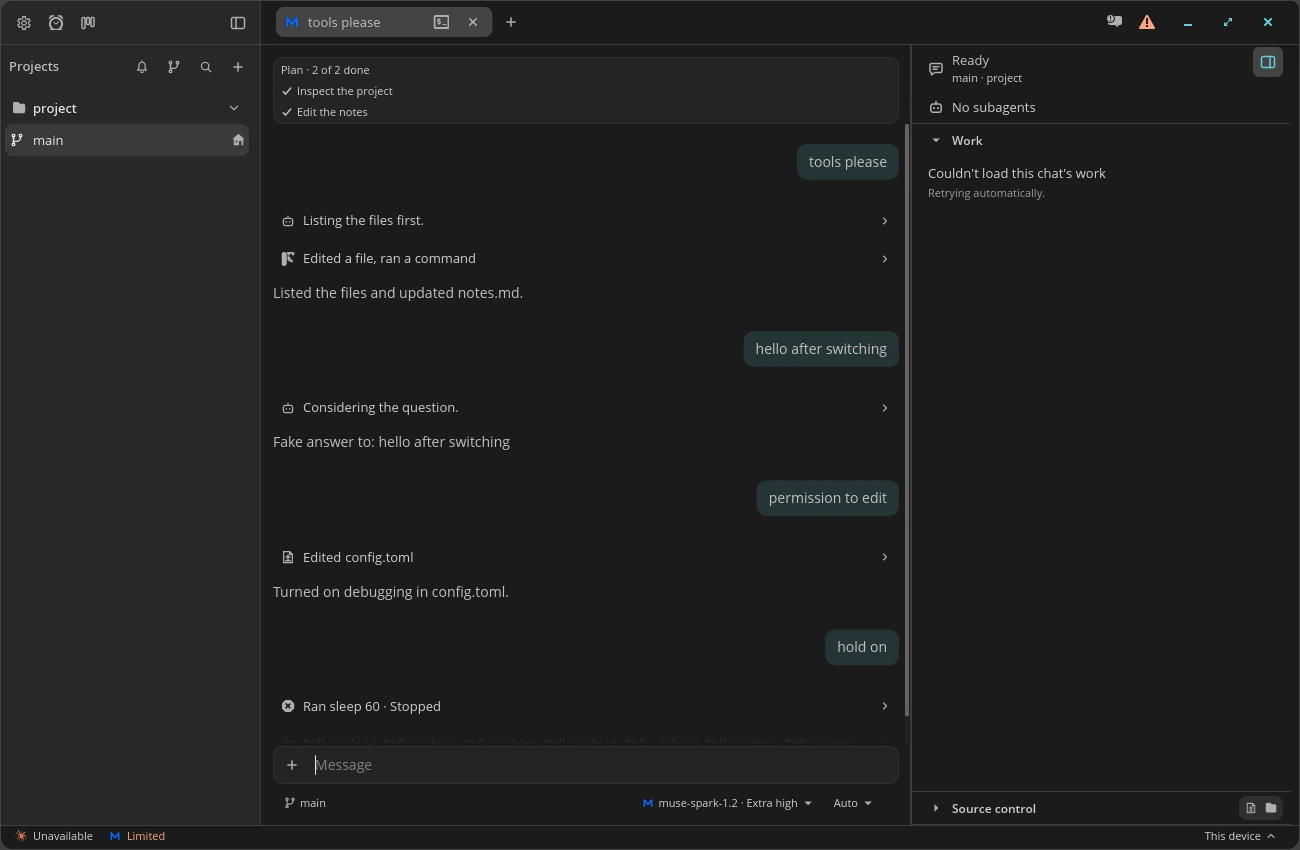 tools please
Projects
project
main
Plan · 2 of 2 done
Inspect the project
Edit the notes
tools please
Listing the files first.
Edited a file, ran a command
Listed the files and updated notes.md.
hello after switching
Considering the question.
Fake answer to: hello after switching
permission to edit
Edited config.toml
Turned on debugging in config.toml.
hold on
Ran sleep 60 · Stopped
Message
main
muse-spark-1.2 · Extra high
Auto
Ready
main · project
No subagents
Work
Couldn't load this chat's work
Retrying automatically.
Source control
Unavailable
Limited
This device